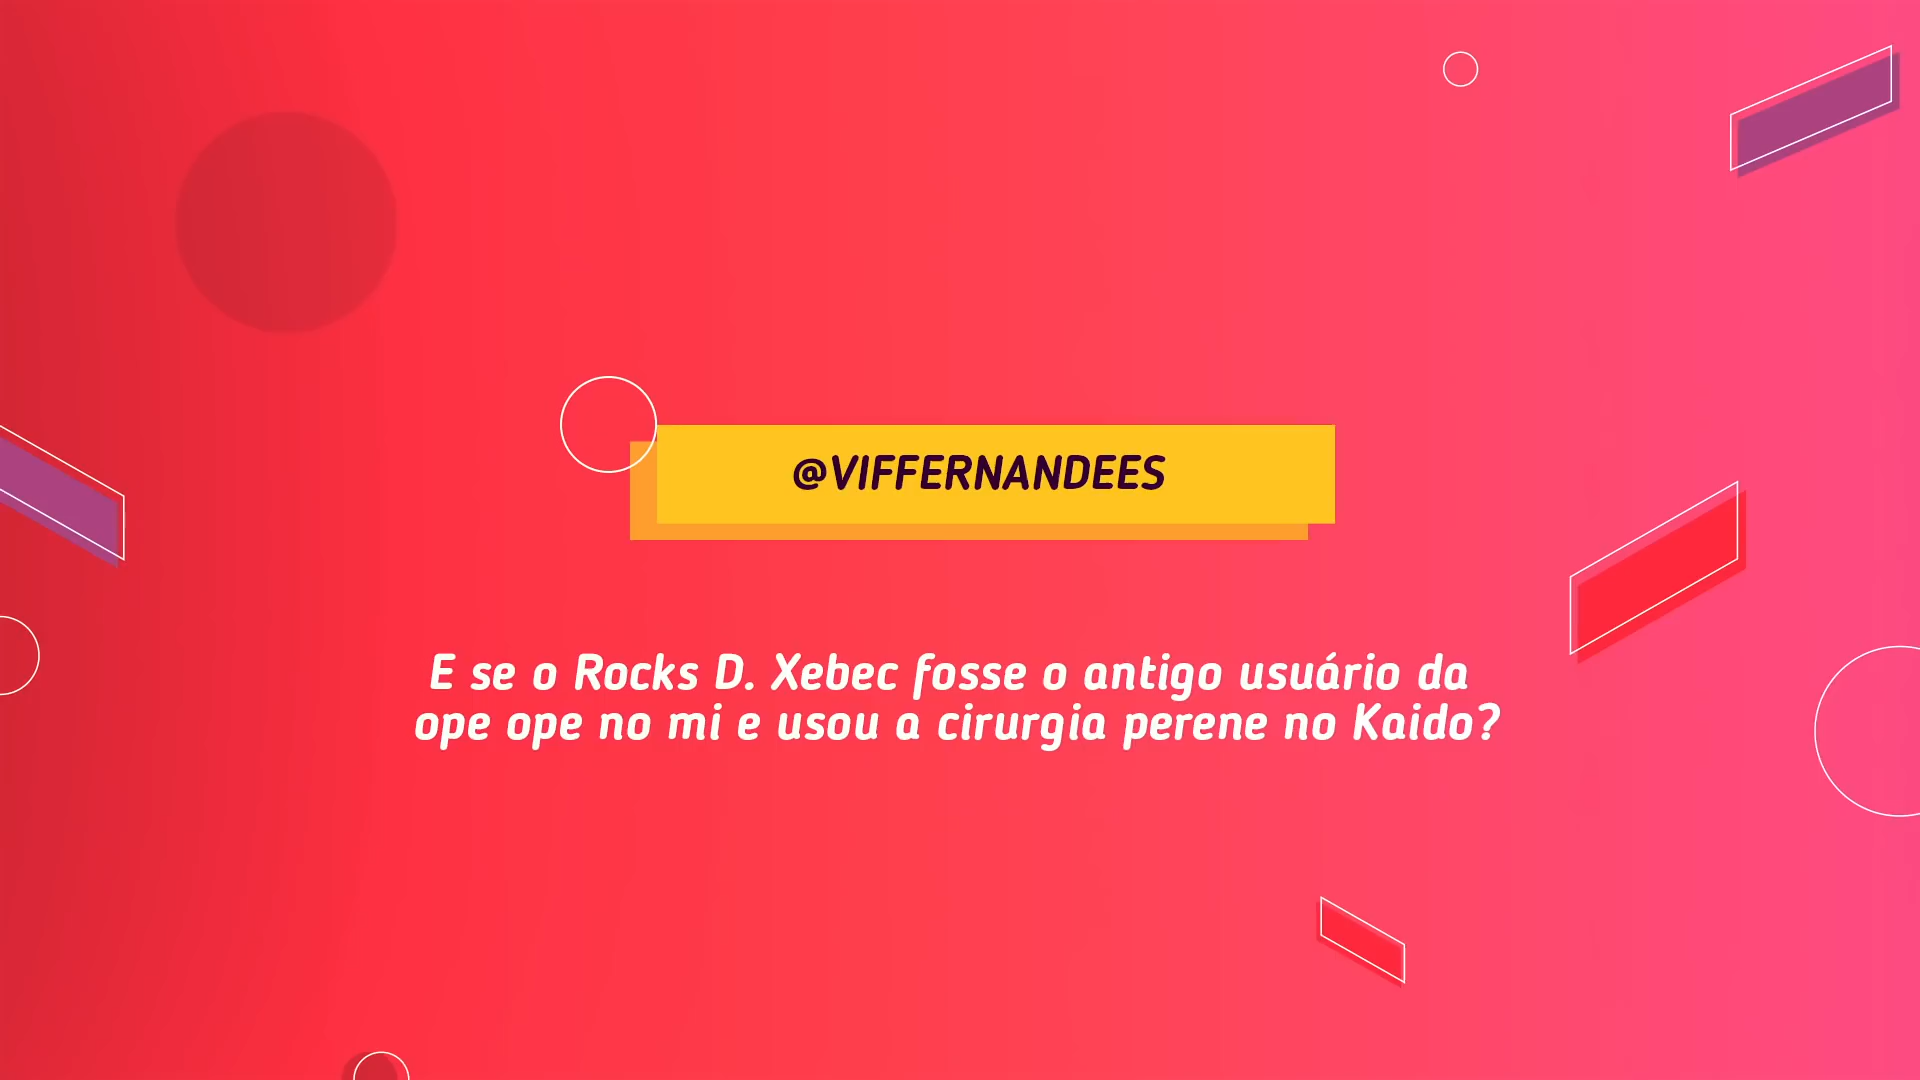 @VIFFERNANDEES
E se o Rocks D. Xebec fosse o antigo usuário da
ope ope no mi e usou a cirurgia perene no Kaido?